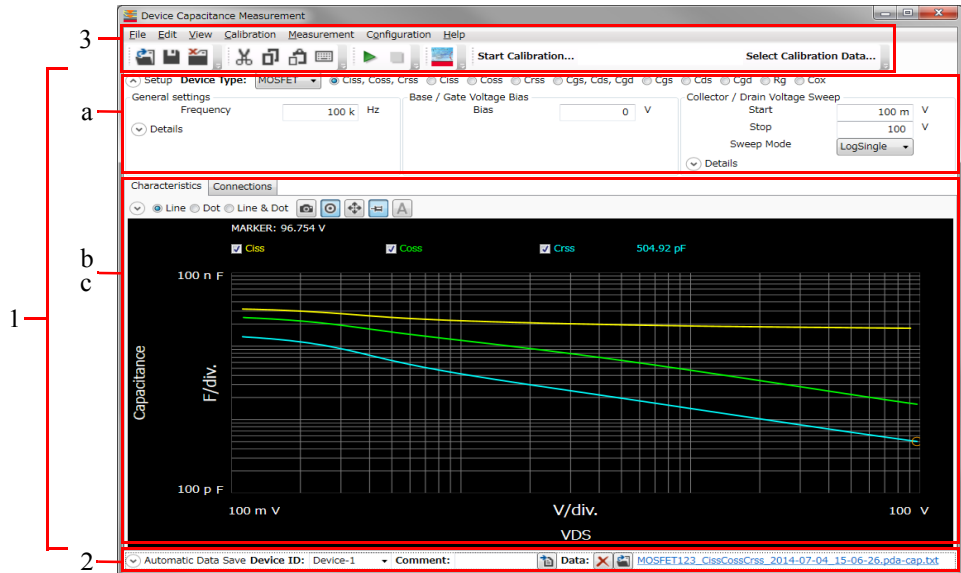 Device Capacitance Measurement
3
File Edit View Calibration Measurement Configuration Help
Start Calibration... Select Calibration Data...
1
a
Setup Device Type: MOSFET Ciss, Coss, Crss Ciss Coss Crss Cgs, Cds, Cgd Cgs Cds Cgd Rg Cox
General settings Base / Gate Voltage Bias Collector / Drain Voltage Sweep
Frequency 100 k Hz Bias 0 V Start 100 m V
Details Stop 100 V
Sweep Mode LogSingle
Details
Characteristics Connections
Line Dot Line & Dot A
MARKER: 96.754 V
b
c
Ciss Coss Crss 504.92 pF
100 n F
Capacitance
F/div.
100 p F
100 m V V/div. 100 V
VDS
2
Automatic Data Save Device ID: Device-1 Comment: Data: MOSFET123_CissCossCrss_2014-07-04_15-06-26.pda-cap.txt